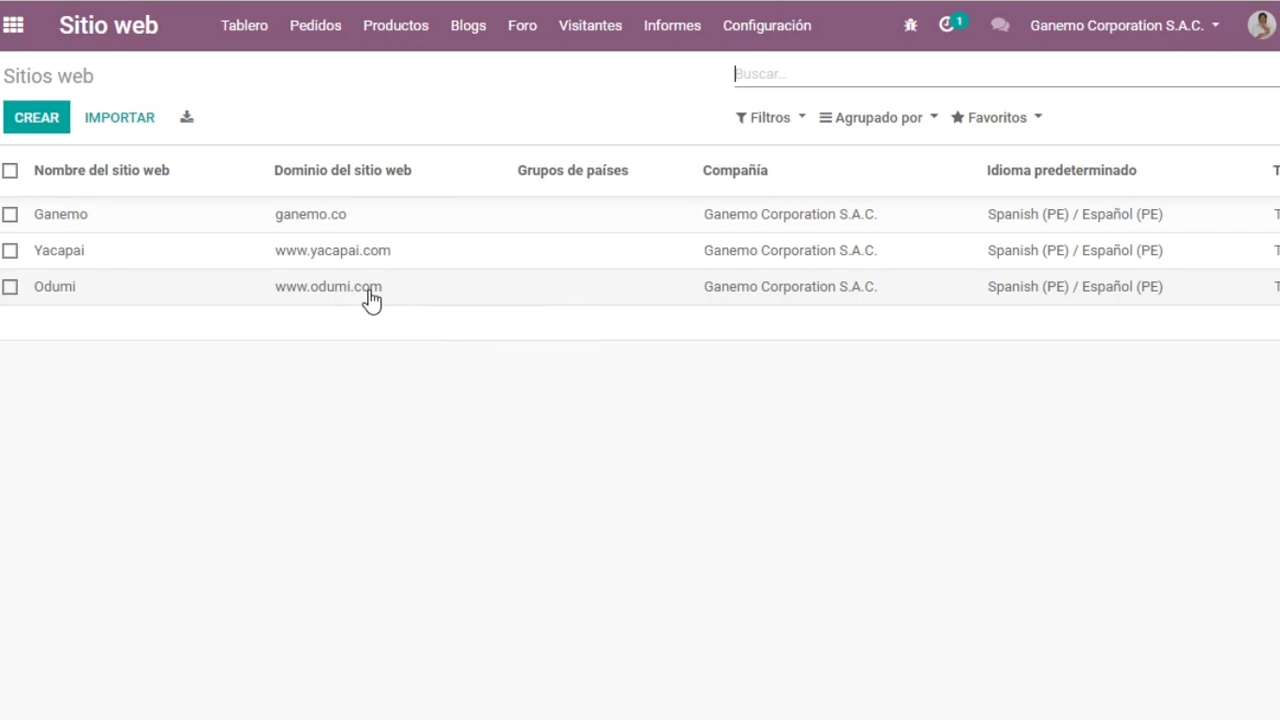 Sitio web Tablero Pedidos Productos Blogs Foro Visitantes Informes Configuración 1 Ganemo Corporation S.A.C.
Sitios web Buscar...
CREAR IMPORTAR Filtros Agrupado por Favoritos
Nombre del sitio web Dominio del sitio web Grupos de países Compañía Idioma predeterminado T
Ganemo ganemo.co Ganemo Corporation S.A.C. Spanish (PE) / Español (PE) T
Yacapai www.yacapai.com Ganemo Corporation S.A.C. Spanish (PE) / Español (PE) T
Odumi www.odumi.com Ganemo Corporation S.A.C. Spanish (PE) / Español (PE) T